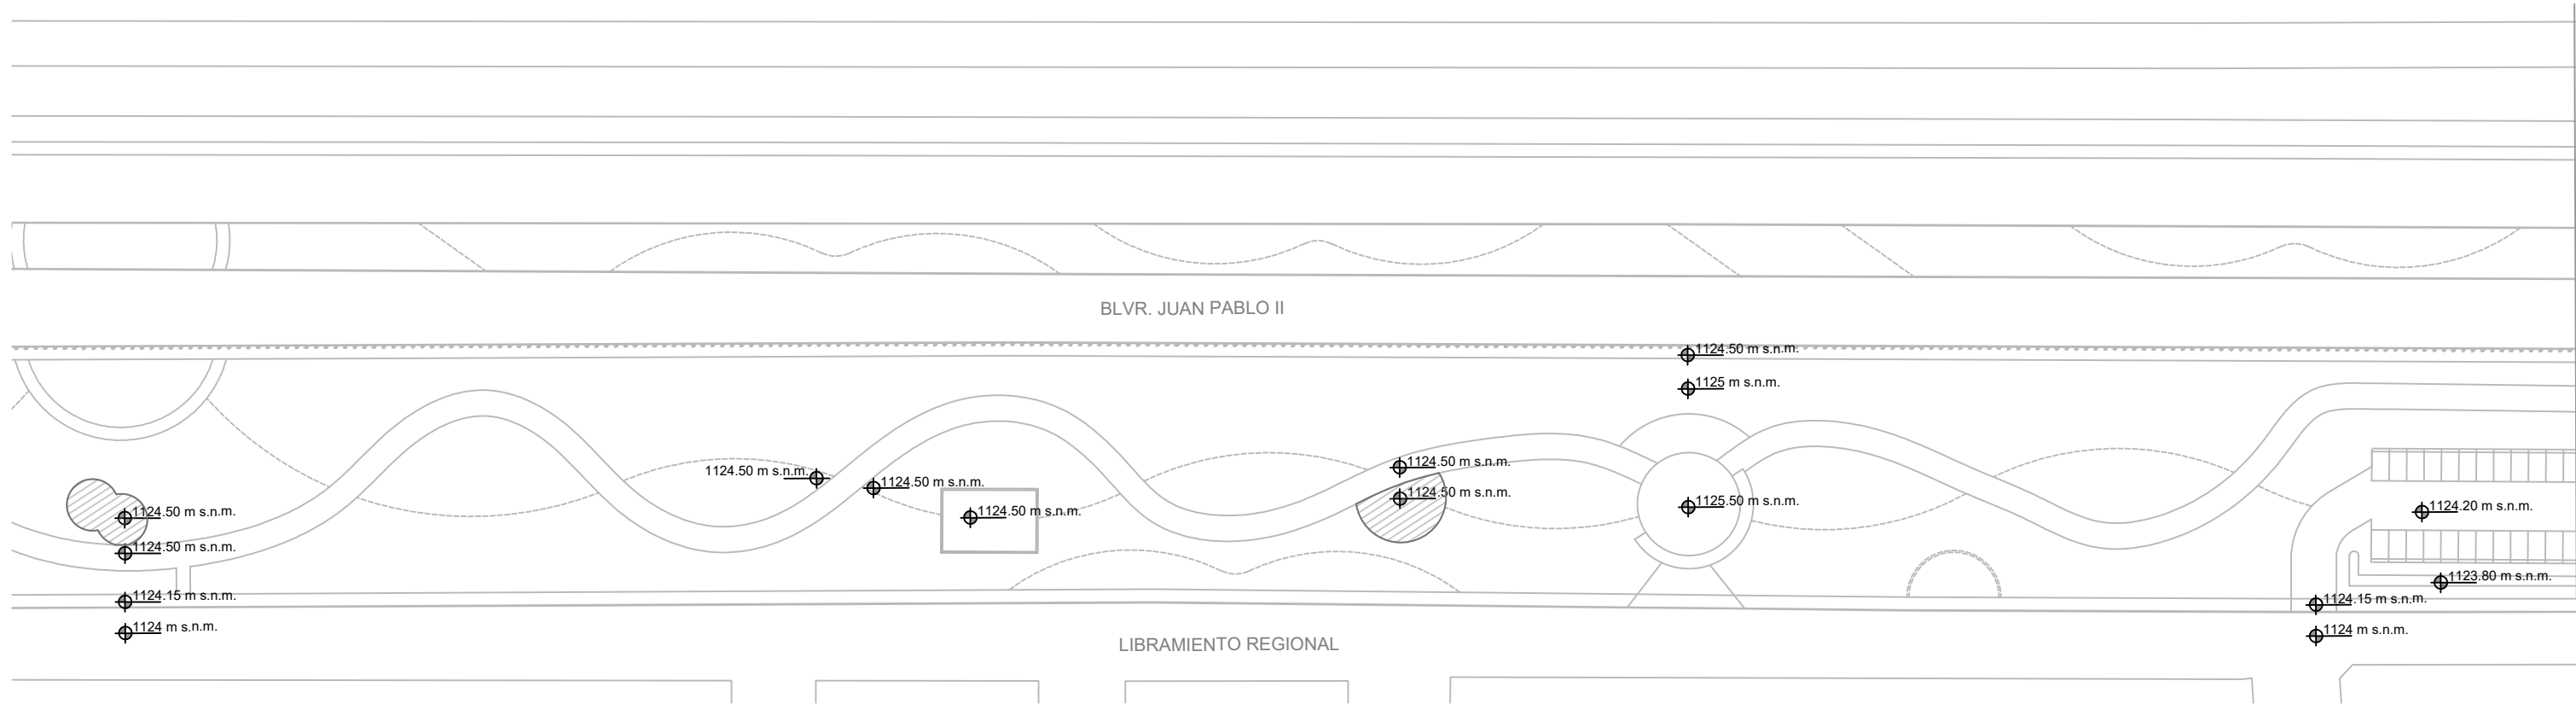 BLVR. JUAN PABLO II
1124.50 m s.n.m.
1125 m s.n.m.
1124.50 m s.n.m.
1124.50 m s.n.m.
1124.50 m s.n.m.
1124.50 m s.n.m.
1124.50 m s.n.m.
1125.50 m s.n.m.
1124.20 m s.n.m.
1124.50 m s.n.m.
1124.50 m s.n.m.
1123.80 m s.n.m.
1124.15 m s.n.m.
1124.15 m s.n.m.
1124 m s.n.m.
1124 m s.n.m.
LIBRAMIENTO REGIONAL